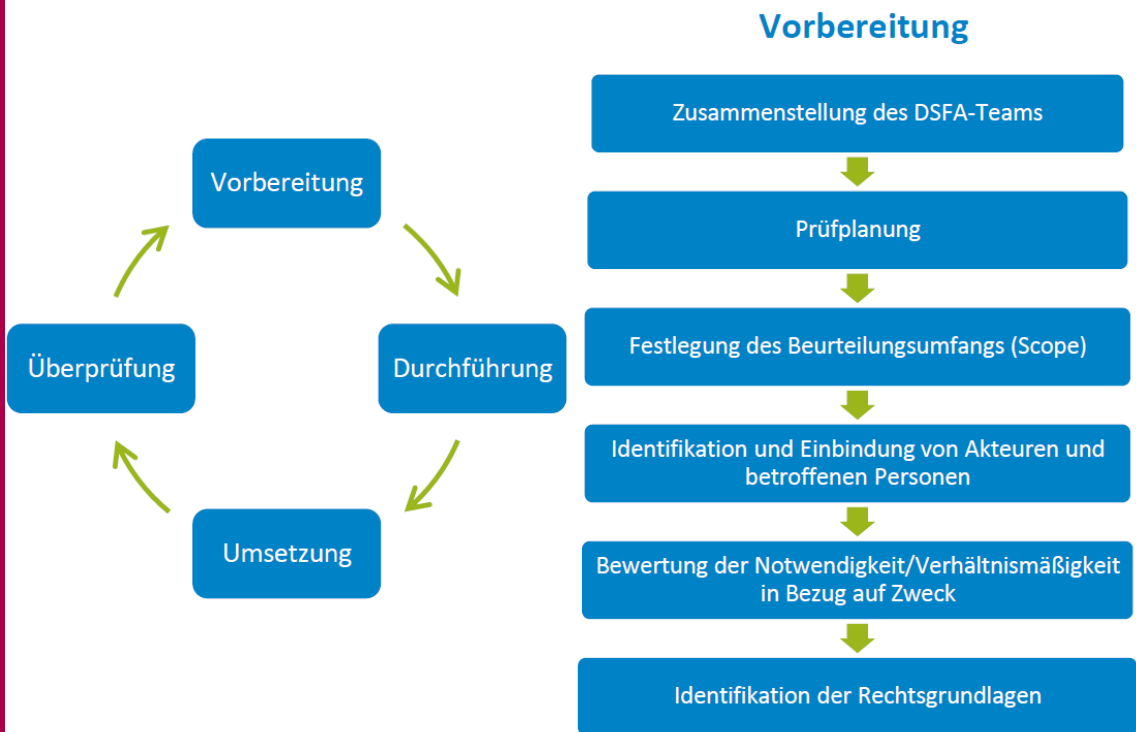 Vorbereitung
Durchführung
Umsetzung
Überprüfung
Vorbereitung
Zusammenstellung des DSFA-Teams
Prüfplanung
Festlegung des Beurteilungsumfangs (Scope)
Identifikation und Einbindung von Akteuren und
betroffenen Personen
Bewertung der Notwendigkeit/Verhältnismäßigkeit
in Bezug auf Zweck
Identifikation der Rechtsgrundlagen